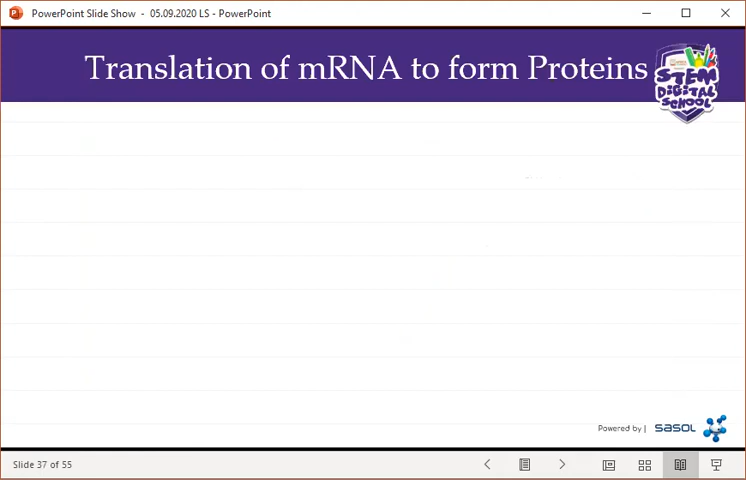 PowerPoint Slide Show - 05.09.2020 LS - PowerPoint
Translation of mRNA to form Proteins
STEM
DIGITAL
SCHOOL
Powered by | sasol
Slide 37 of 55